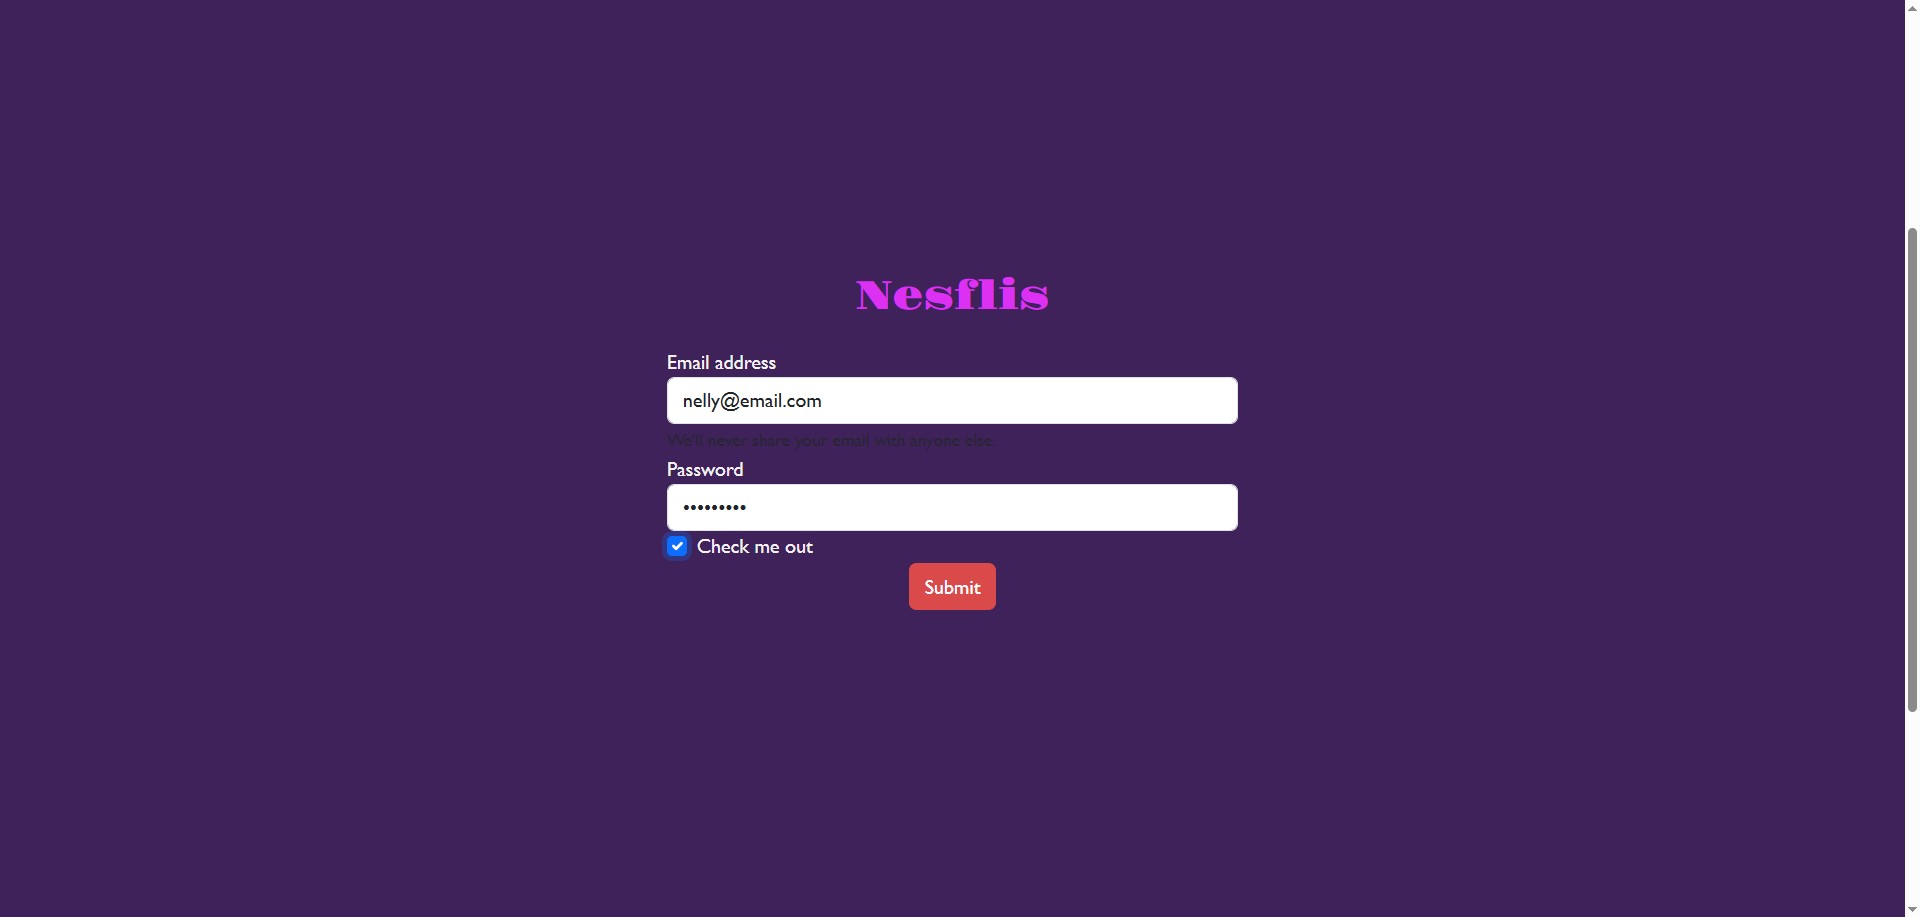 Nesflis
Email address
nelly@email.com
We'll never share your email with anyone else.
Password
•••••••••
Check me out
Submit